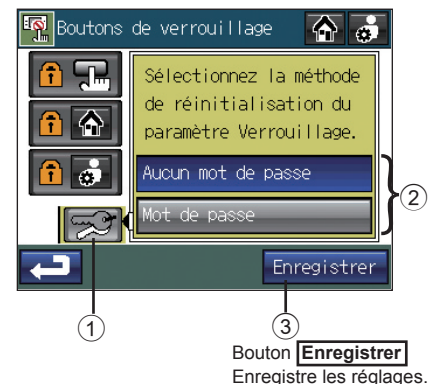 Boutons de verrouillage
Sélectionnez la méthode
de réinitialisation du
paramètre Verrouillage.
Aucun mot de passe
Mot de passe
2
Enregistrer
1
3
Bouton Enregistrer
Enregistre les réglages.